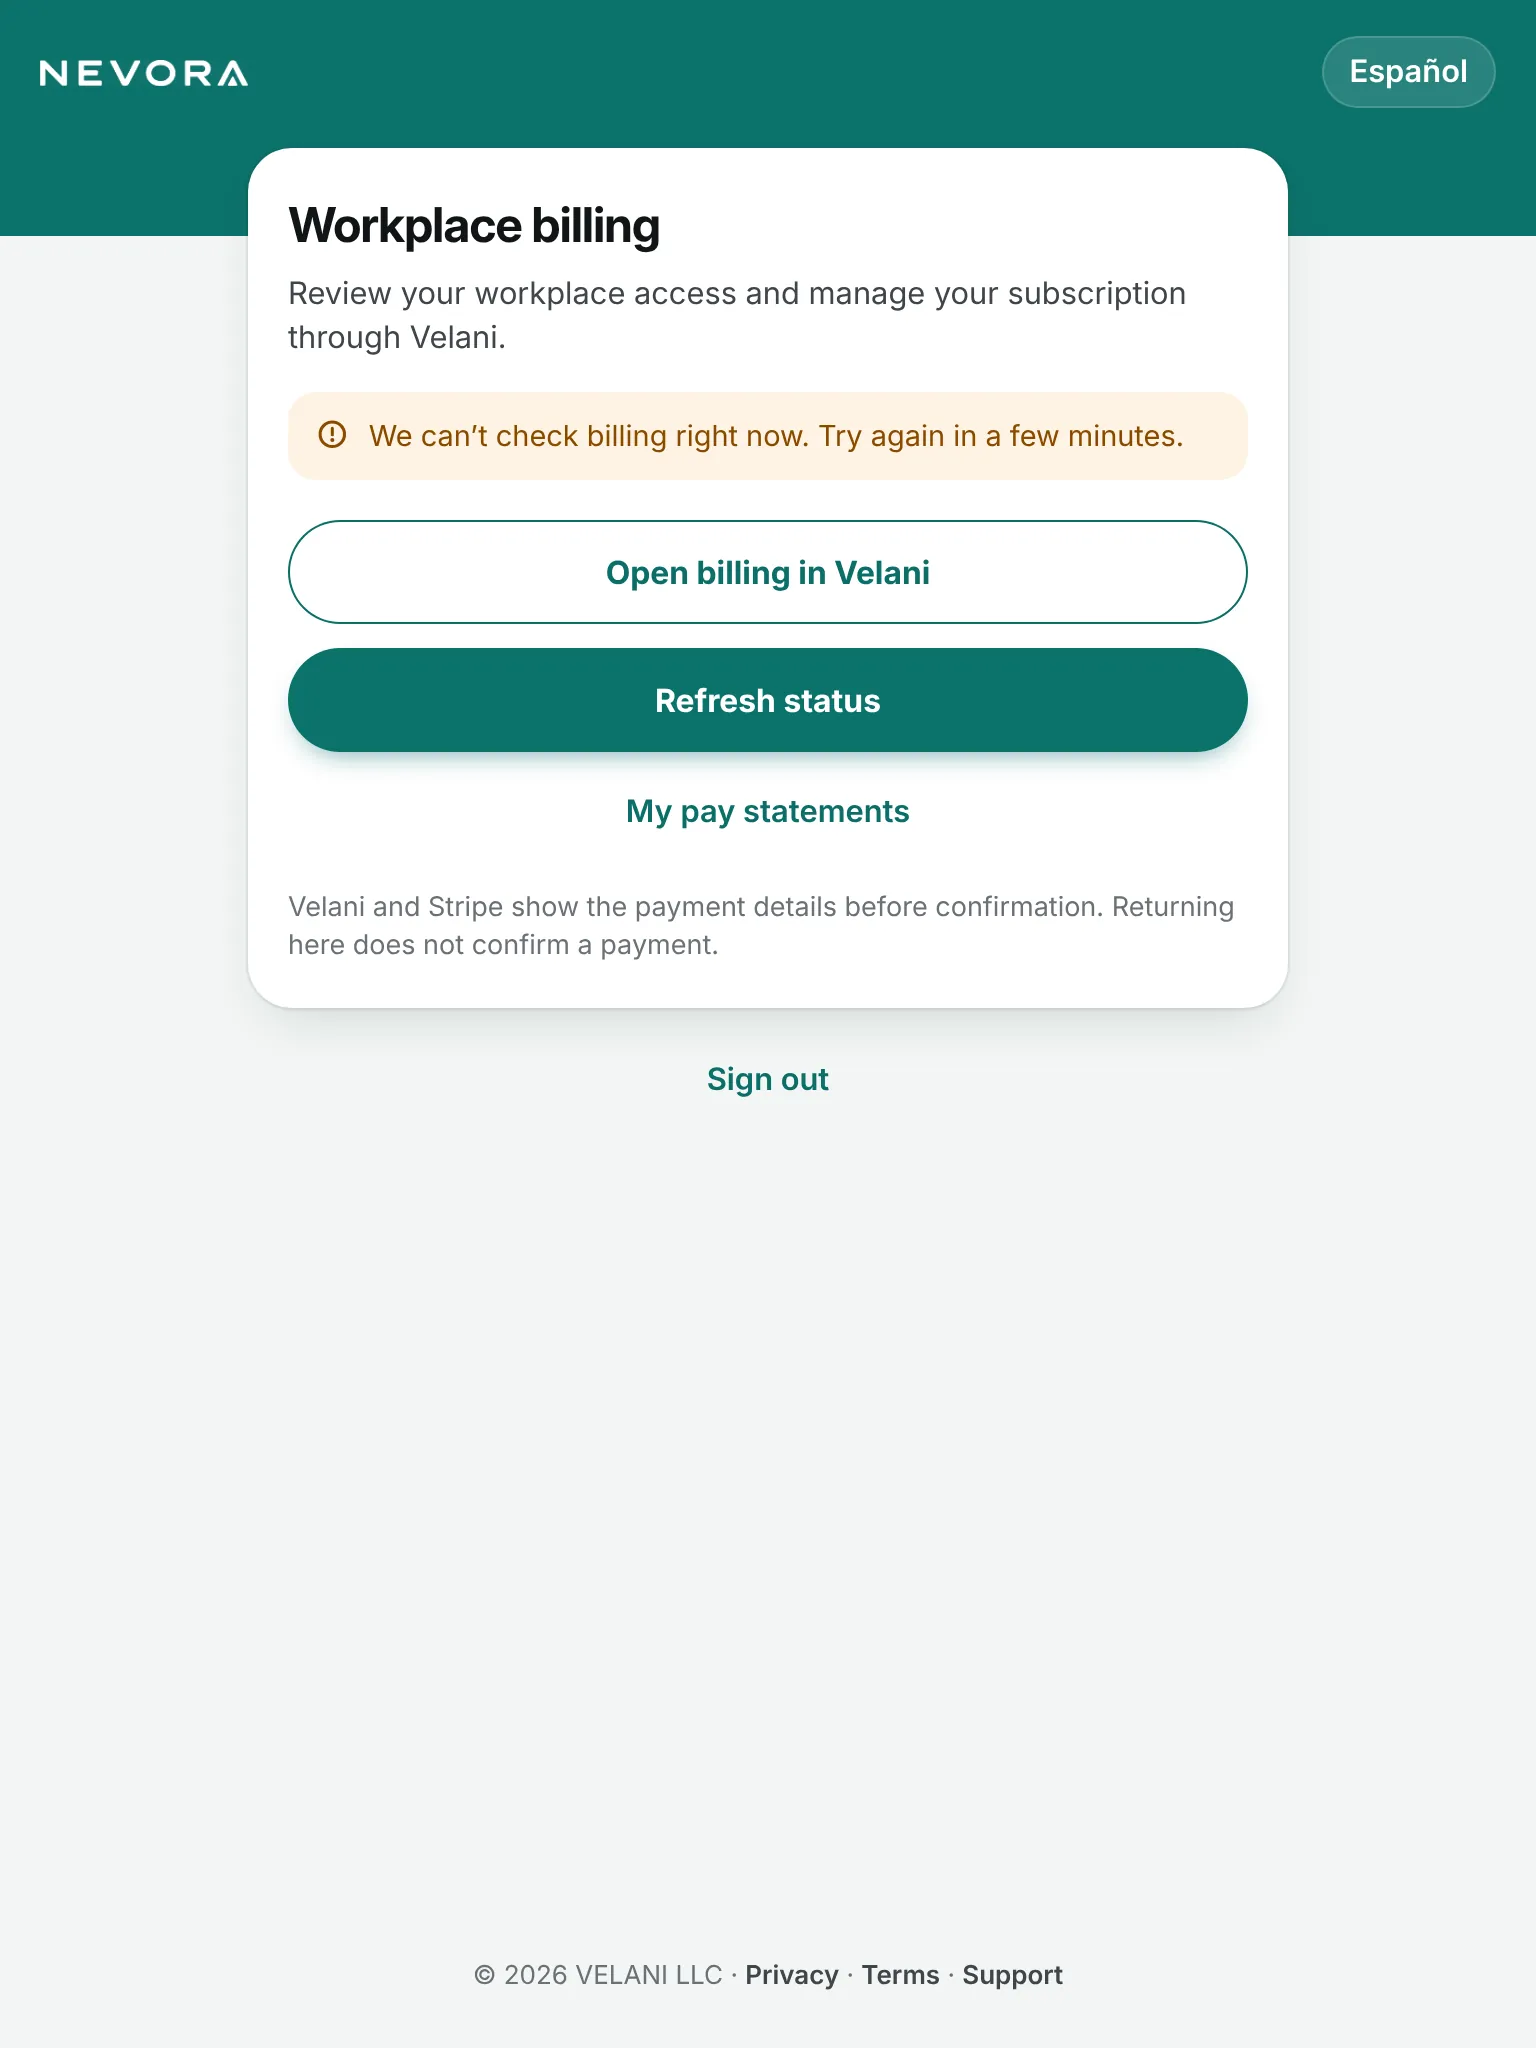 NEVORA
Español
Workplace billing
Review your workplace access and manage your subscription
through Velani.
We can’t check billing right now. Try again in a few minutes.
Open billing in Velani
Refresh status
My pay statements
Velani and Stripe show the payment details before confirmation. Returning
here does not confirm a payment.
Sign out
© 2026 VELANI LLC · Privacy · Terms · Support